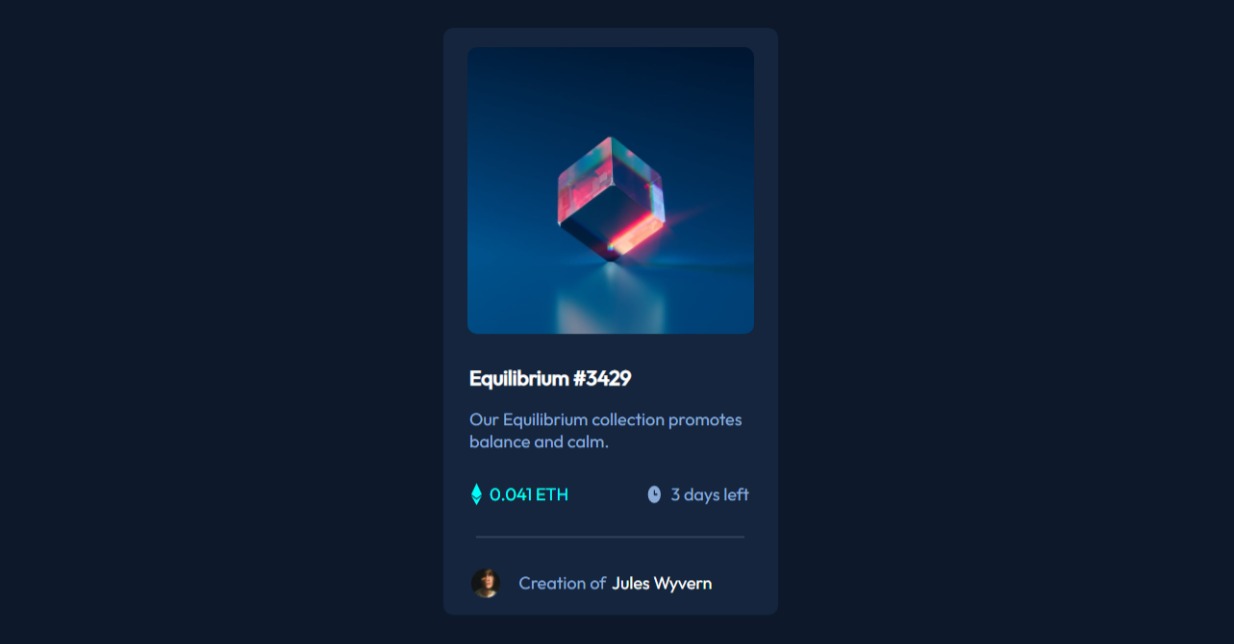 Equilibrium #3429
Our Equilibrium collection promotes
balance and calm.
0.041 ETH
3 days left
Creation of Jules Wyvern